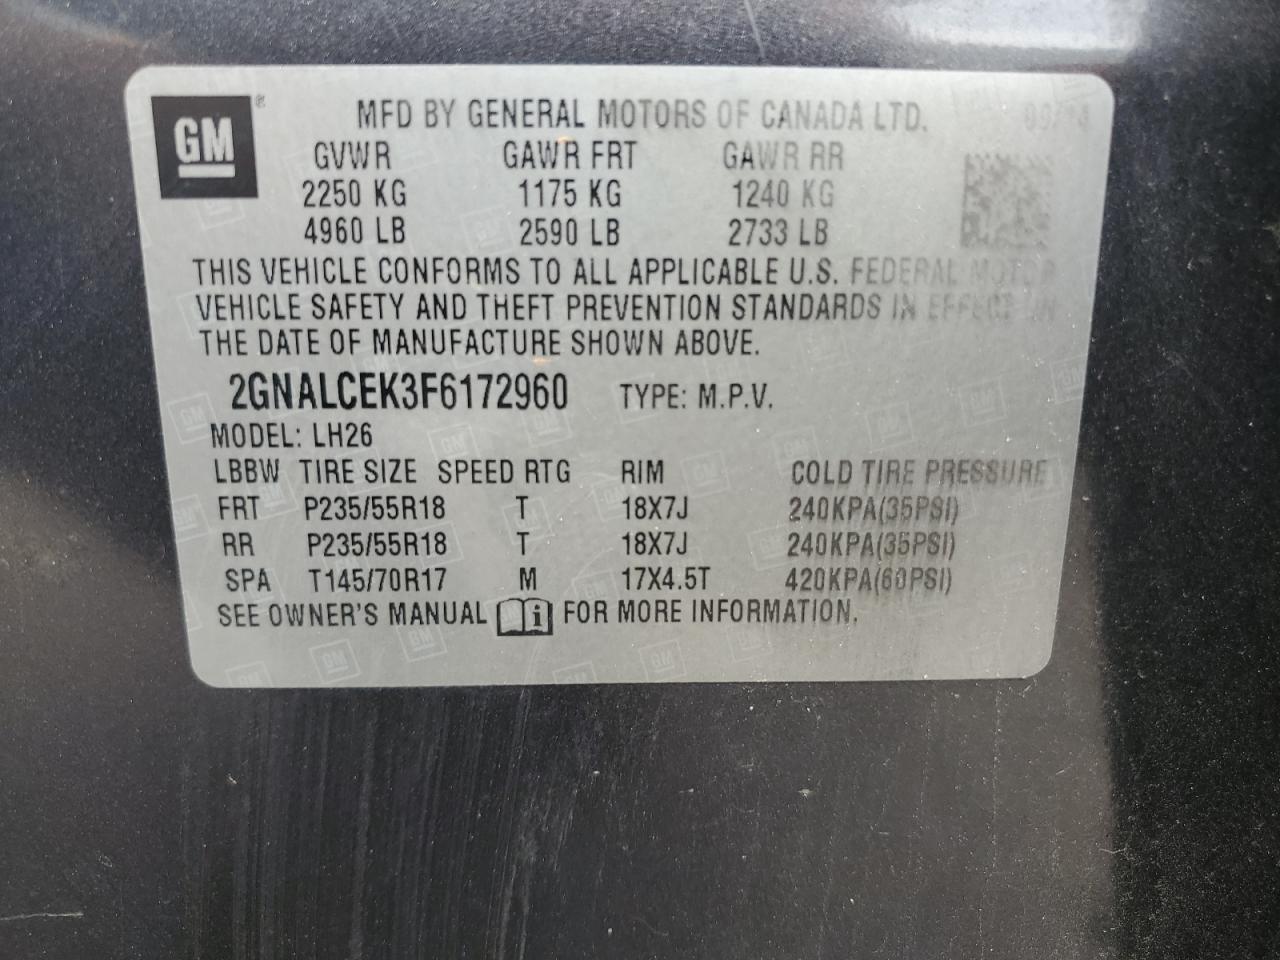 GM
MFD BY GENERAL MOTORS OF CANADA LTD.
GVWR GAWR FRT GAWR RR
2250 KG 1175 KG 1240 KG
4960 LB 2590 LB 2733 LB
THIS VEHICLE CONFORMS TO ALL APPLICABLE U.S. FEDERAL MOTOR
VEHICLE SAFETY AND THEFT PREVENTION STANDARDS IN EFFECT ON
THE DATE OF MANUFACTURE SHOWN ABOVE.
2GNALCEK3F6172960 TYPE: M.P.V.
MODEL: LH26
LBBW TIRE SIZE SPEED RTG RIM COLD TIRE PRESSURE
FRT P235/55R18 T 18X7J 240KPA(35PSI)
RR P235/55R18 T 18X7J 240KPA(35PSI)
SPA T145/70R17 M 17X4.5T 420KPA(60PSI)
SEE OWNER'S MANUAL FOR MORE INFORMATION.